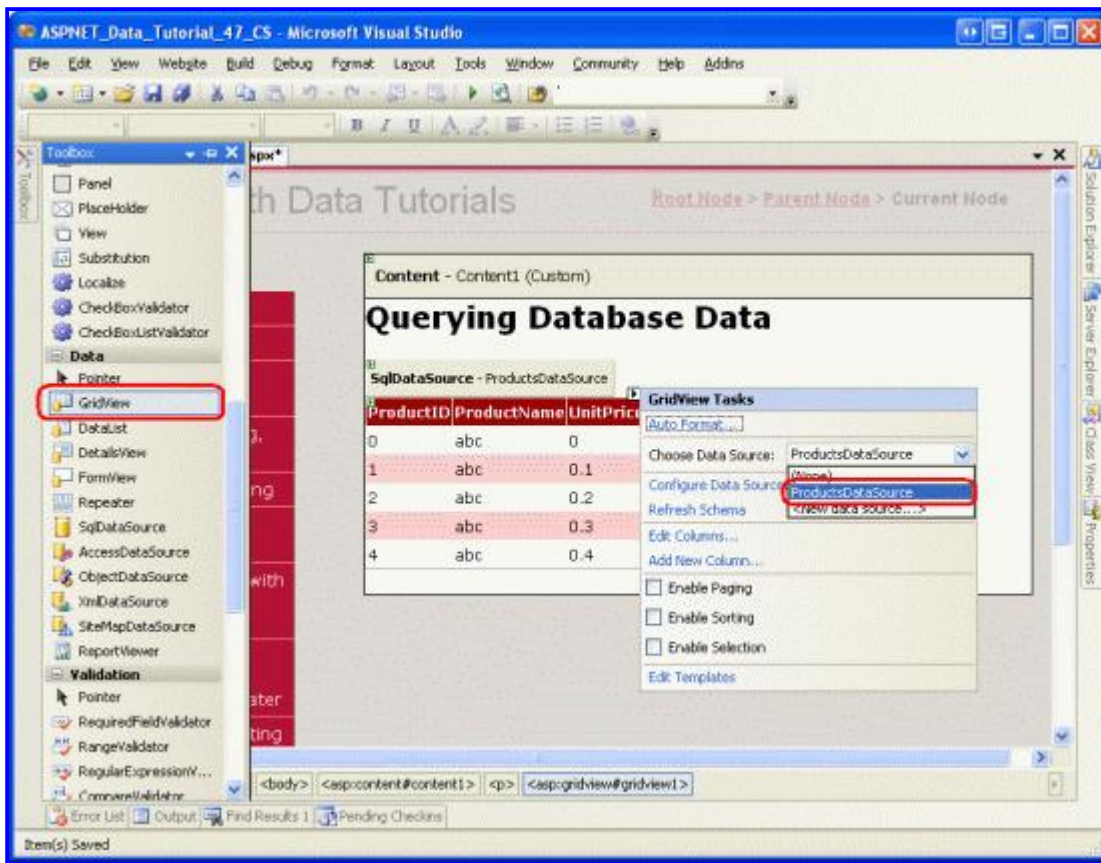 ASPNET_Data_Tutorial_47_CS - Microsoft Visual Studio
File Edit View Website Build Debug Format Layout Tools Window Community Help Addins
B I U A
Toolbox
Toolbox
spx*
Panel
PlaceHolder
View
Substitution
Localize
CheckBoxValidator
CheckBoxListValidator
Data
Pointer
GridView
DataList
DetailsView
FormView
Repeater
SqlDataSource
AccessDataSource
ObjectDataSource
XmlDataSource
SiteMapDataSource
ReportViewer
Validation
Pointer
RequiredFieldValidator
RangeValidator
RegularExpressionV...
CompareValidator
th Data Tutorials
Root Node > Parent Node > Current Node
ng
with
ater
ting
Content - Content1 (Custom)
Querying Database Data
SqlDataSource - ProductsDataSource
ProductID ProductName UnitPrice
0 abc 0
1 abc 0.1
2 abc 0.2
3 abc 0.3
4 abc 0.4
GridView Tasks
Auto Format...
Choose Data Source: ProductsDataSource
(None)
ProductsDataSource
<New data source...>
Configure Data Source
Refresh Schema
Edit Columns...
Add New Column...
Enable Paging
Enable Sorting
Enable Selection
Edit Templates
Solution Explorer
Server Explorer
Class View
Properties
<body> <asp:content#content1> <p> <asp:gridview#gridview1>
Error List Output Find Results 1 Pending Checkins
Item(s) Saved